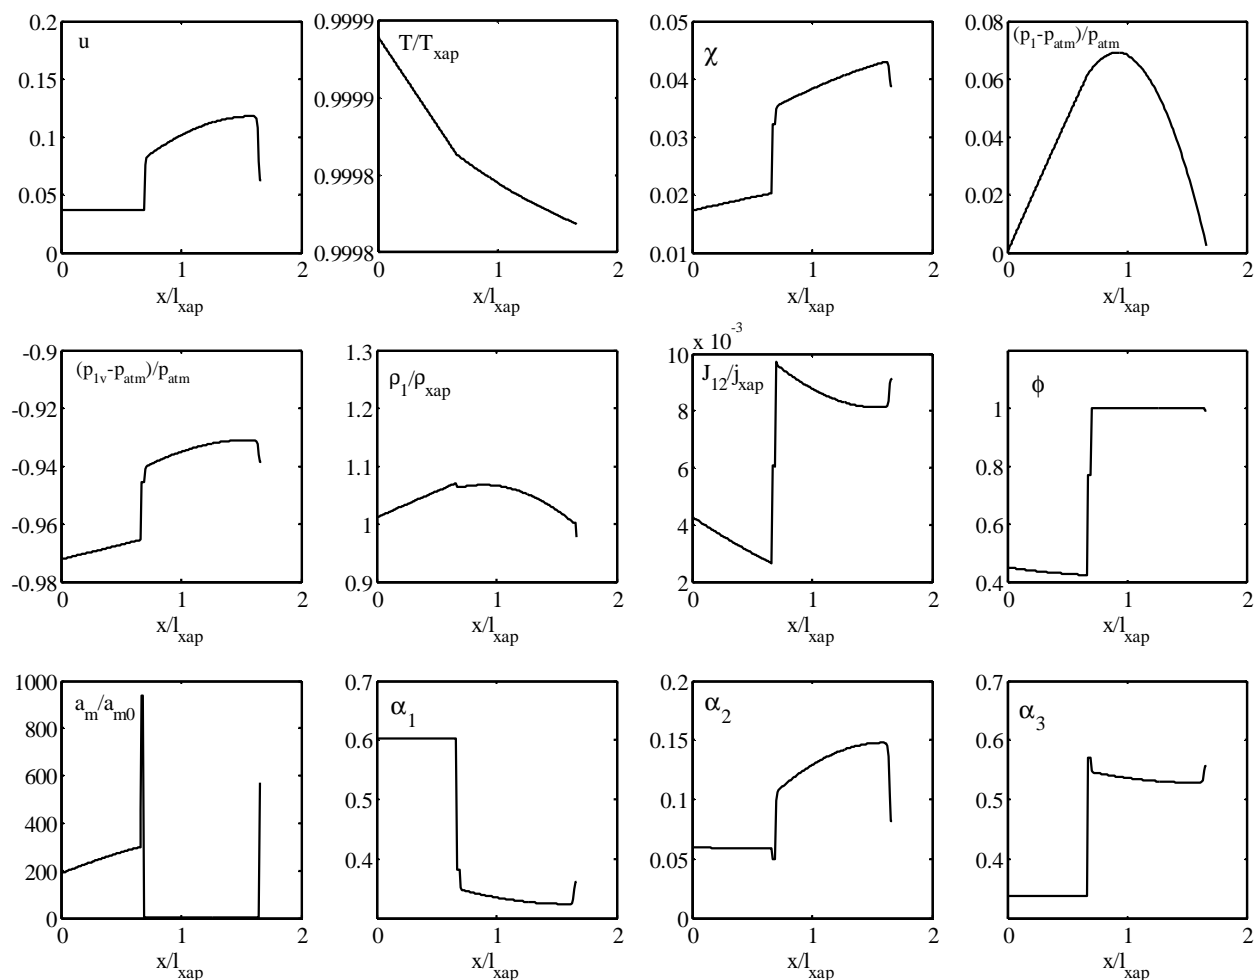 u
0.2
0.15
0.1
0.05
0
0 1 2
x/l_xap
T/T_xap
0.9999
0.9999
0.9998
0.9998
0 1 2
x/l_xap
χ
0.05
0.04
0.03
0.02
0.01
0 1 2
x/l_xap
(p_1-p_atm)/p_atm
0.08
0.06
0.04
0.02
0
0 1 2
x/l_xap
(p_1v-p_atm)/p_atm
-0.9
-0.92
-0.94
-0.96
-0.98
0 1 2
x/l_xap
ρ_1/ρ_xap
1.3
1.2
1.1
1
0.9
0 1 2
x/l_xap
x 10^-3
J_12/j_xap
10
8
6
4
2
0 1 2
x/l_xap
ϕ
1
0.8
0.6
0.4
0 1 2
x/l_xap
a_m/a_m0
1000
800
600
400
200
0
0 1 2
x/l_xap
α_1
0.7
0.6
0.5
0.4
0 1 2
x/l_xap
α_2
0.2
0.15
0.1
0.05
0
0 1 2
x/l_xap
α_3
0.7
0.6
0.5
0.4
0 1 2
x/l_xap